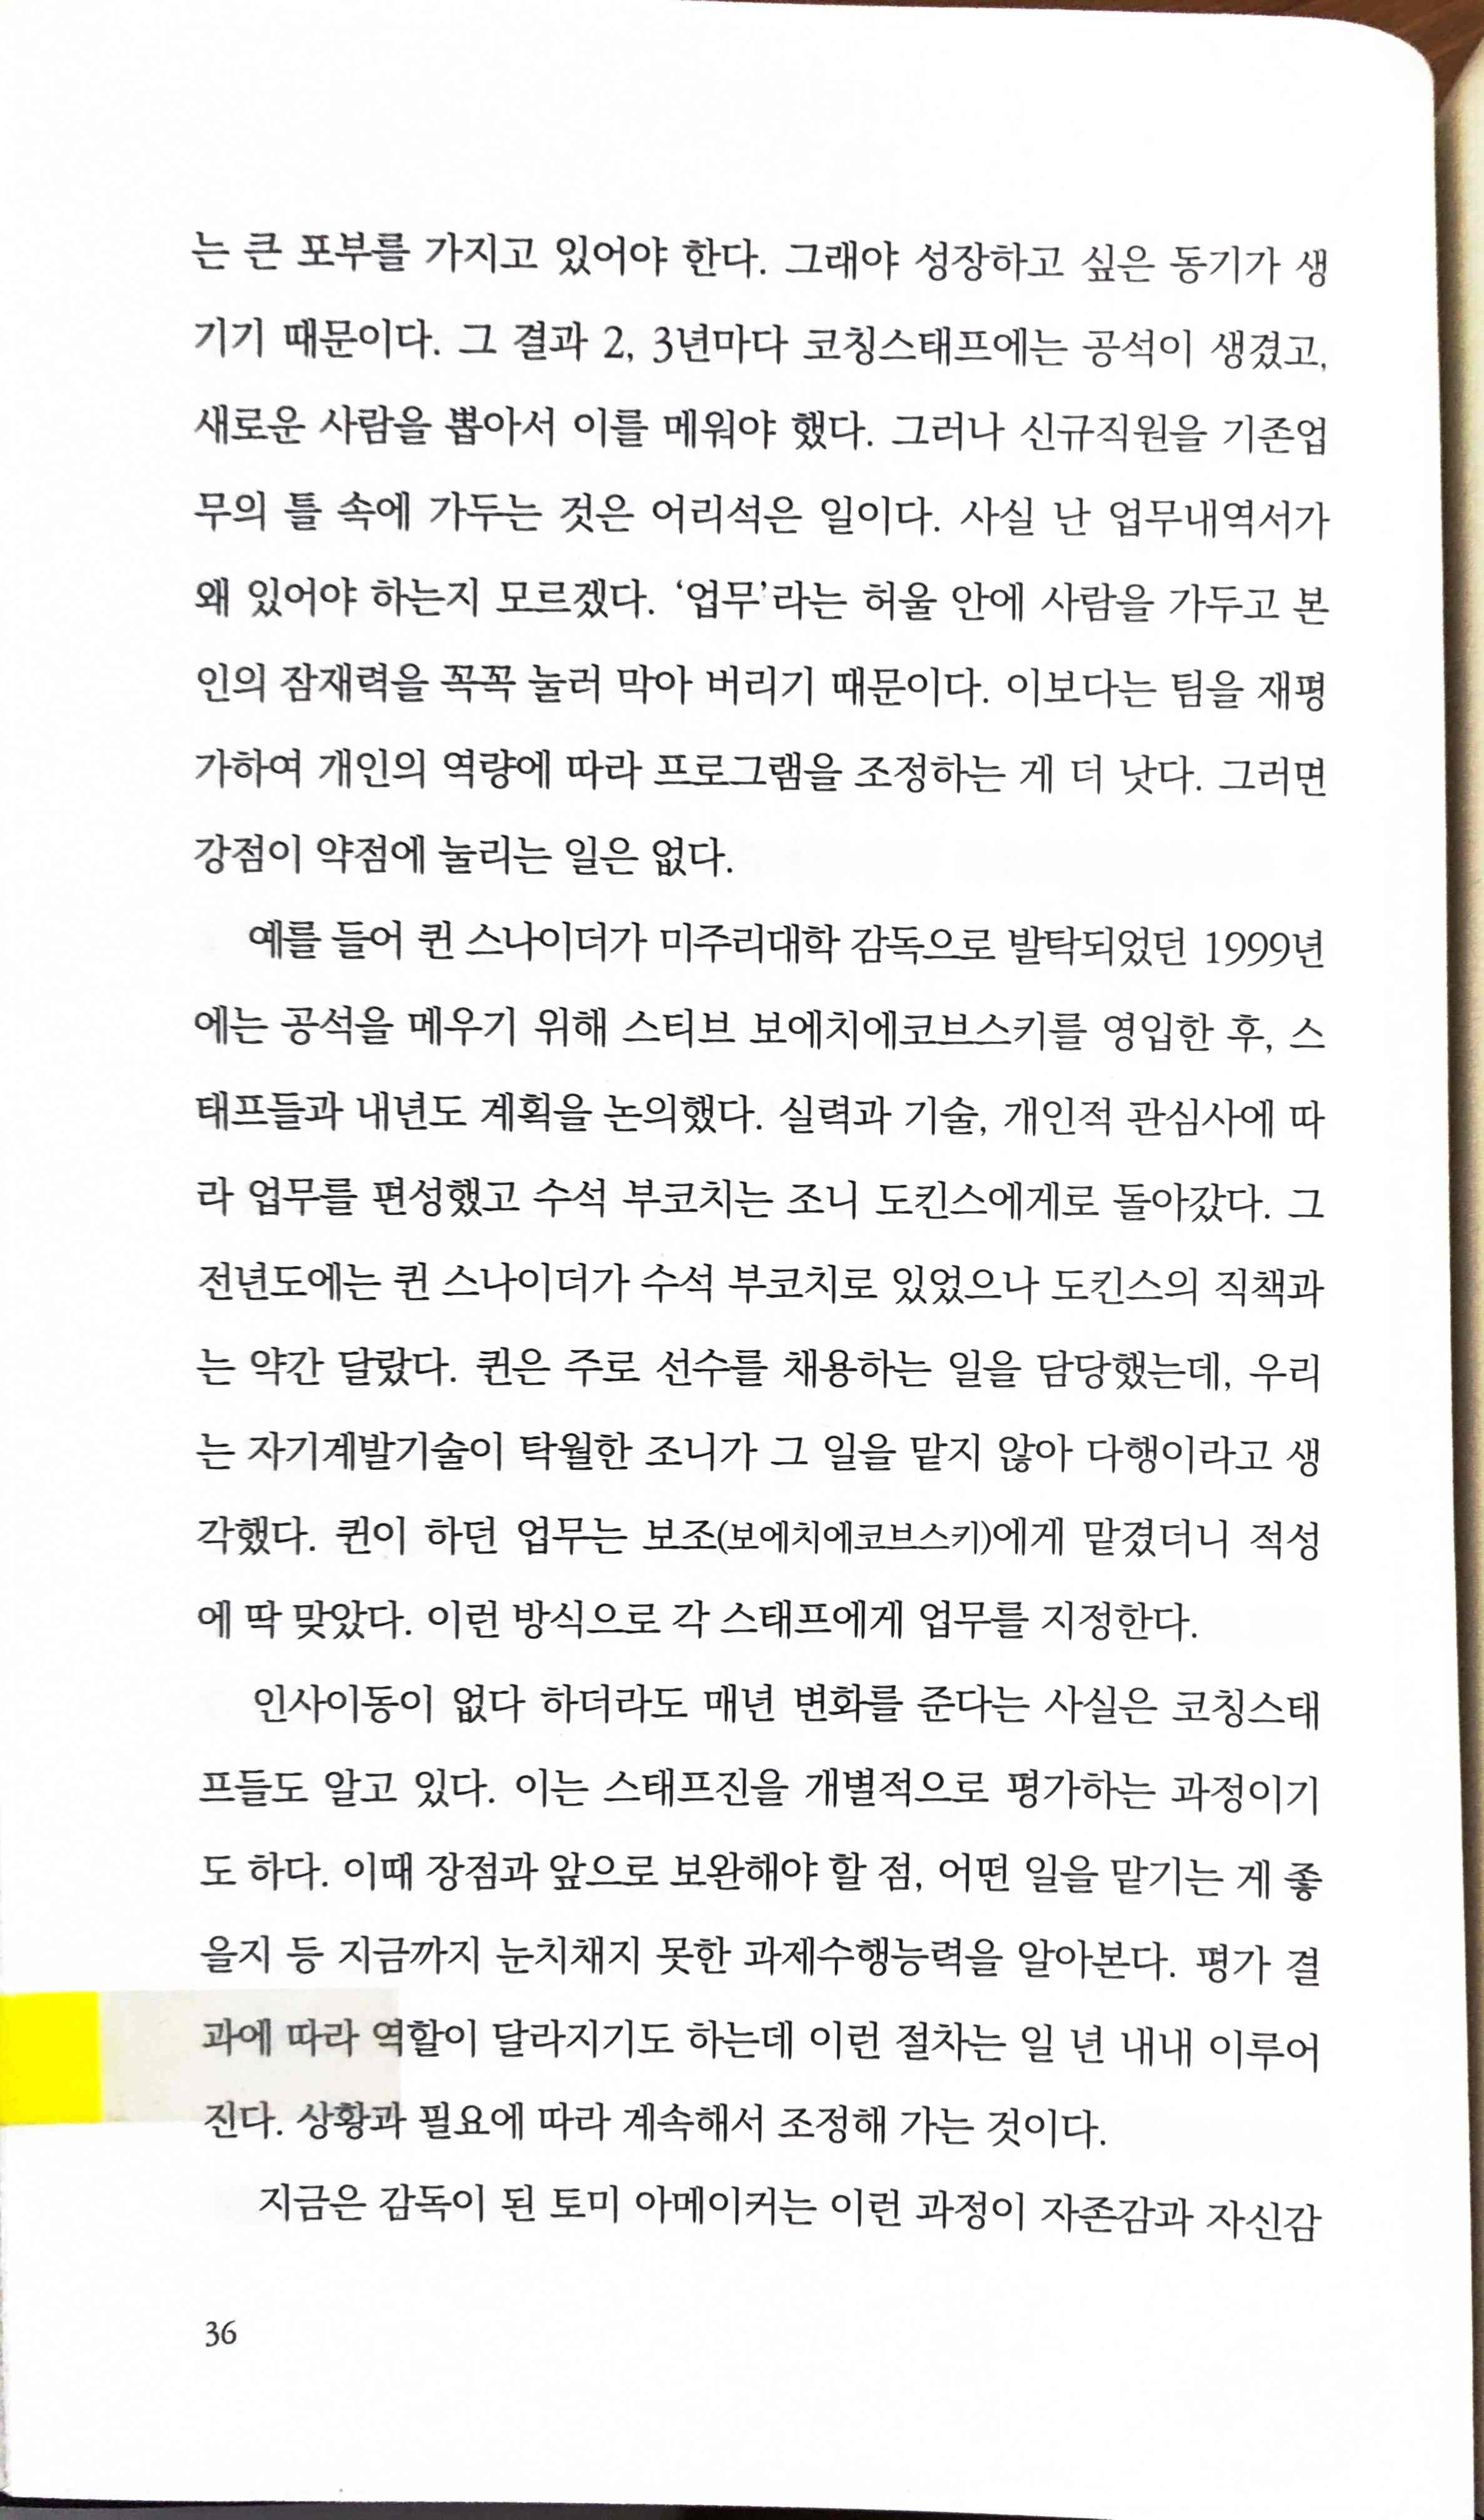 는 큰 포부를 가지고 있어야 한다. 그래야 성장하고 싶은 동기가 생
기기 때문이다. 그 결과 2, 3년마다 코칭스태프에는 공석이 생겼고,
새로운 사람을 뽑아서 이를 메워야 했다. 그러나 신규직원을 기존업
무의 틀 속에 가두는 것은 어리석은 일이다. 사실 난 업무내역서가
왜 있어야 하는지 모르겠다. ‘업무’라는 허울 안에 사람을 가두고 본
인의 잠재력을 꼭꼭 눌러 막아 버리기 때문이다. 이보다는 팀을 재평
가하여 개인의 역량에 따라 프로그램을 조정하는 게 더 낫다. 그러면
강점이 약점에 눌리는 일은 없다.
예를 들어 퀸 스나이더가 미주리대학 감독으로 발탁되었던 1999년
에는 공석을 메우기 위해 스티브 보에치에코브스키를 영입한 후, 스
태프들과 내년도 계획을 논의했다. 실력과 기술, 개인적 관심사에 따
라 업무를 편성했고 수석 부코치는 조니 도킨스에게로 돌아갔다. 그
전년도에는 퀸 스나이더가 수석 부코치로 있었으나 도킨스의 직책과
는 약간 달랐다. 퀸은 주로 선수를 채용하는 일을 담당했는데, 우리
는 자기계발기술이 탁월한 조니가 그 일을 맡지 않아 다행이라고 생
각했다. 퀸이 하던 업무는 보조(보에치에코브스키)에게 맡겼더니 적성
에 딱 맞았다. 이런 방식으로 각 스태프에게 업무를 지정한다.
인사이동이 없다 하더라도 매년 변화를 준다는 사실은 코칭스태
프들도 알고 있다. 이는 스태프진을 개별적으로 평가하는 과정이기
도 하다. 이때 장점과 앞으로 보완해야 할 점, 어떤 일을 맡기는 게 좋
을지 등 지금까지 눈치채지 못한 과제수행능력을 알아본다. 평가 결
과에 따라 역할이 달라지기도 하는데 이런 절차는 일 년 내내 이루어
진다. 상황과 필요에 따라 계속해서 조정해 가는 것이다.
지금은 감독이 된 토미 아메이커는 이런 과정이 자존감과 자신감
36